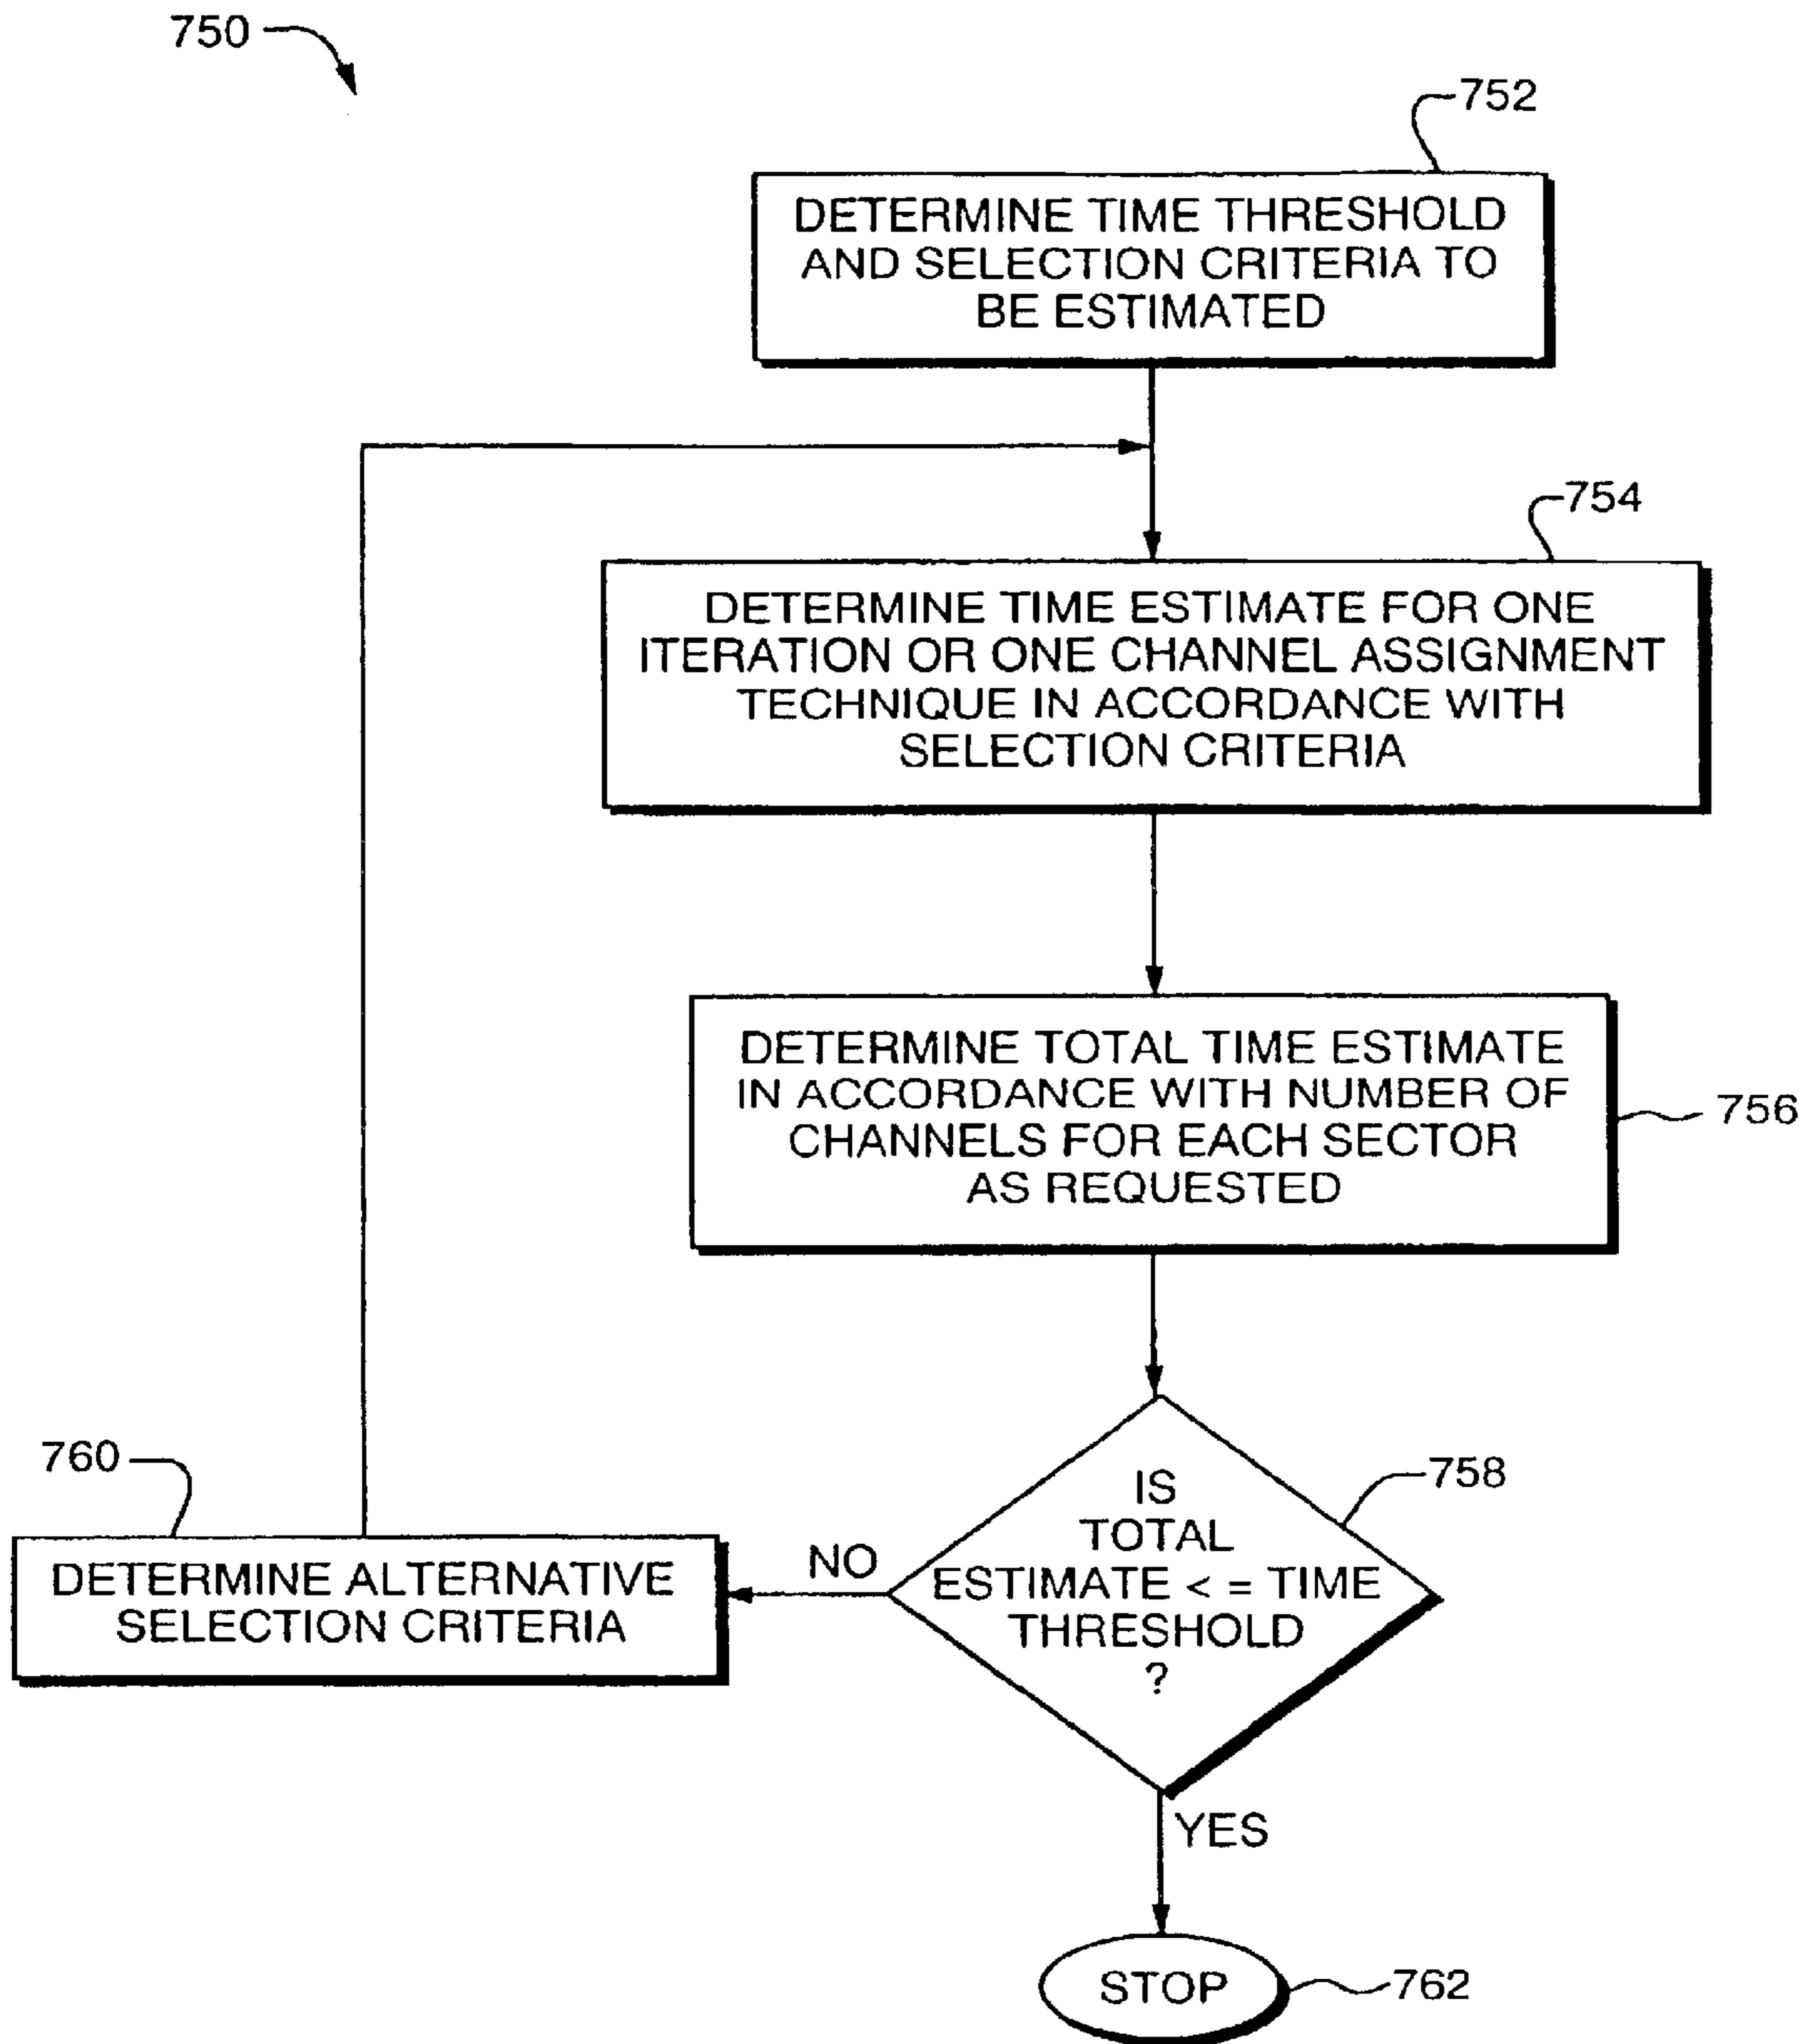 750
752
DETERMINE TIME THRESHOLD
AND SELECTION CRITERIA TO
BE ESTIMATED
754
DETERMINE TIME ESTIMATE FOR ONE
ITERATION OR ONE CHANNEL ASSIGNMENT
TECHNIQUE IN ACCORDANCE WITH
SELECTION CRITERIA
DETERMINE TOTAL TIME ESTIMATE
IN ACCORDANCE WITH NUMBER OF
CHANNELS FOR EACH SECTOR
AS REQUESTED
756
758
IS
TOTAL
ESTIMATE < = TIME
THRESHOLD
?
NO
760
DETERMINE ALTERNATIVE
SELECTION CRITERIA
YES
STOP
762